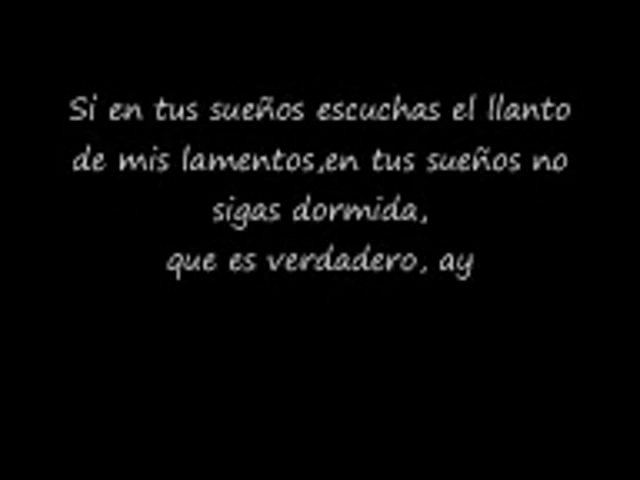 Si en tus sueños escuchas el llanto
de mis lamentos,en tus sueños no
sigas dormida,
que es verdadero, ay